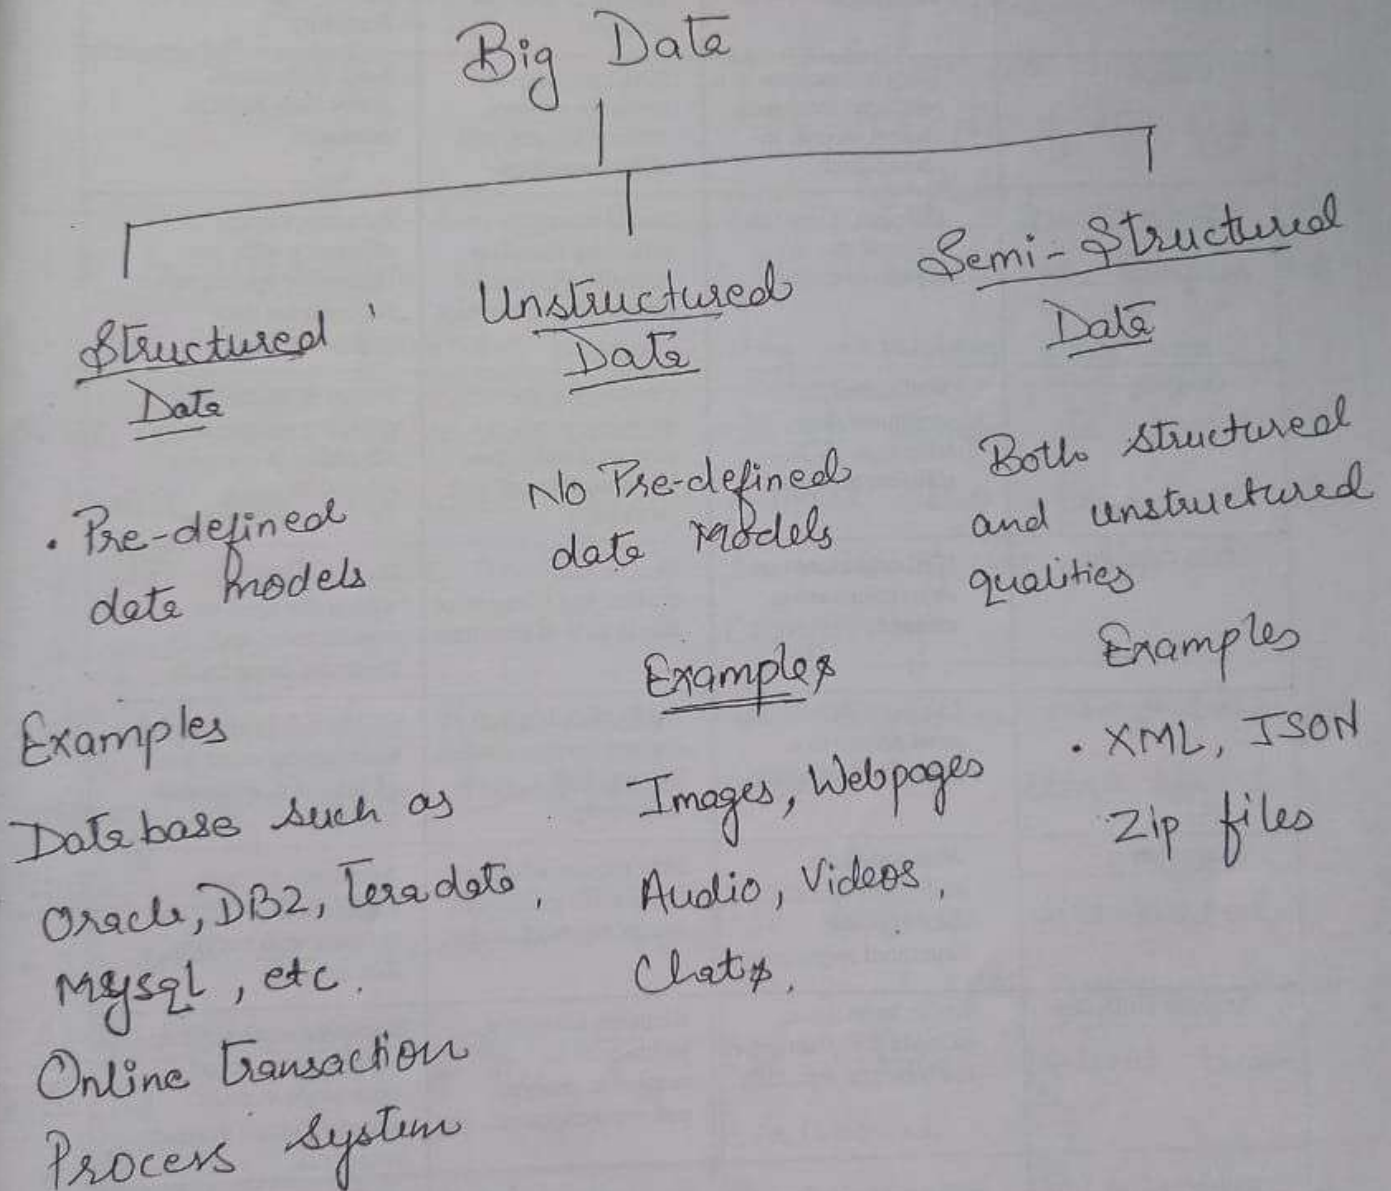 Big Data
Structured
Data
• Pre-defined
data models
Examples
Database such as
Oracle, DB2, Teradata,
Mysql, etc.
Online transaction
Process system
Unstructured
Data
No Pre-defined
data Models
Examples
Images, Webpages
Audio, Videos,
Chats.
Semi-Structured
Data
Both structured
and unstructured
qualities
Examples
• XML, JSON
Zip files